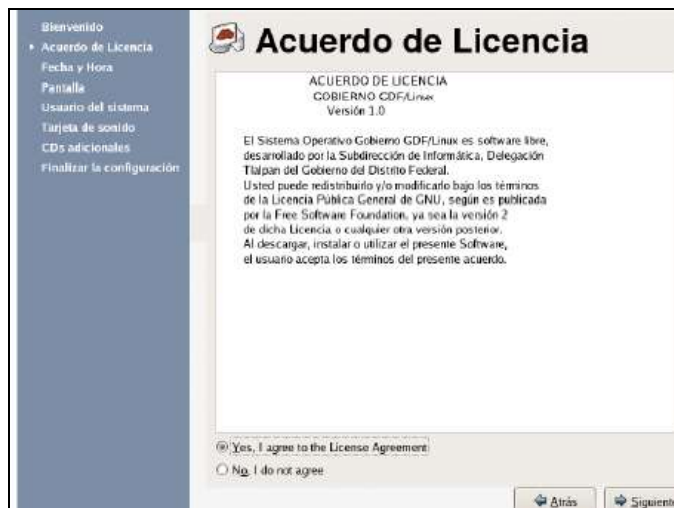 Bienvenido
Acuerdo de Licencia
Fecha y Hora
Pantalla
Usuario del sistema
Tarjeta de sonido
CDs adicionales
Finalizar la configuración
Acuerdo de Licencia
ACUERDO DE LICENCIA
GOBIERNO GDF/Linux
Versión 1.0
El Sistema Operativo Gobierno GDF/Linux es software libre,
desarrollado por la Subdirección de Informática, Delegación
Tlalpan del Gobierno del Distrito Federal.
Usted puede redistribuirlo y/o modificarlo bajo los términos
de la Licencia Pública General de GNU, según es publicada
por la Free Software Foundation, ya sea la versión 2
de dicha Licencia o cualquier otra versión posterior.
Al descargar, instalar o utilizar el presente Software,
el usuario acepta los términos del presente acuerdo.
Yes, I agree to the License Agreement
No, I do not agree
Atrás
Siguiente